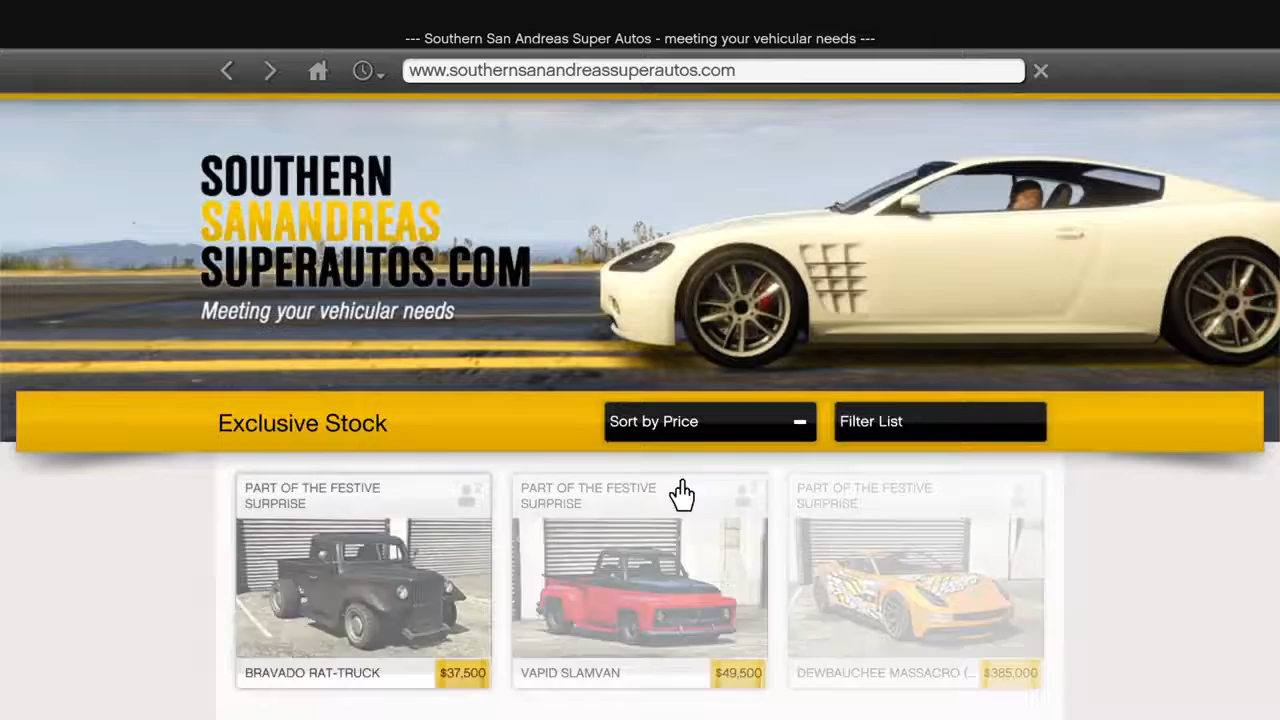 --- Southern San Andreas Super Autos - meeting your vehicular needs ---
www.southernsanandreassuperautos.com
SOUTHERN
SANANDREAS
SUPERAUTOS.COM
Meeting your vehicular needs
Exclusive Stock
Sort by Price
Filter List
PART OF THE FESTIVE
SURPRISE
BRAVADO RAT-TRUCK
$37,500
PART OF THE FESTIVE
SURPRISE
VAPID SLAMVAN
$49,500
PART OF THE FESTIVE
SURPRISE
DEWBAUCHEE MASSACRO (...
$385,000